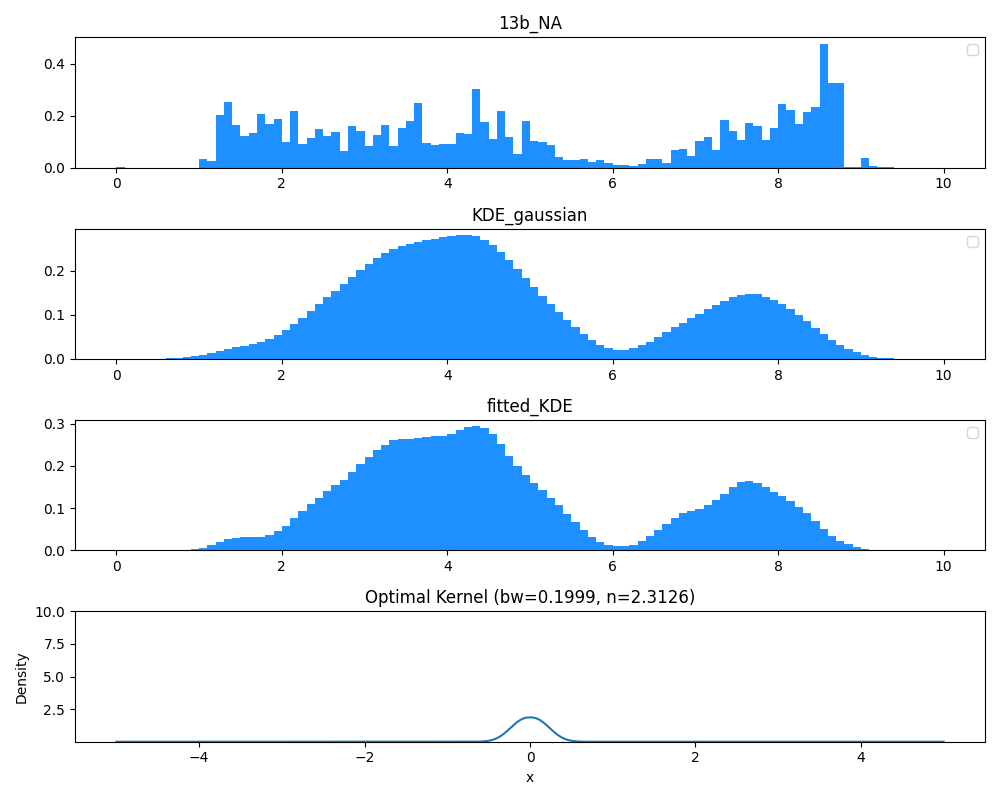 13b_NA
0.4
0.2
0.0
0 2 4 6 8 10
KDE_gaussian
0.2
0.1
0.0
0 2 4 6 8 10
fitted_KDE
0.3
0.2
0.1
0.0
0 2 4 6 8 10
Optimal Kernel (bw=0.1999, n=2.3126)
10.0
7.5
5.0
2.5
Density
−4 −2 0 2 4
x